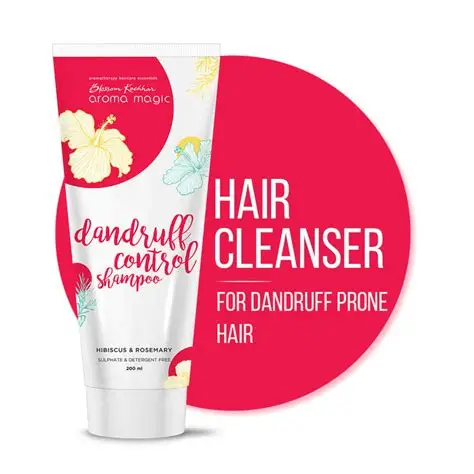 aromatherapy haircare essentials
Blossom Kochhar
aroma magic
dandruff
control
shampoo
HIBISCUS & ROSEMARY
SULPHATE & DETERGENT-FREE
200 ml
HAIR
CLEANSER
FOR DANDRUFF PRONE
HAIR